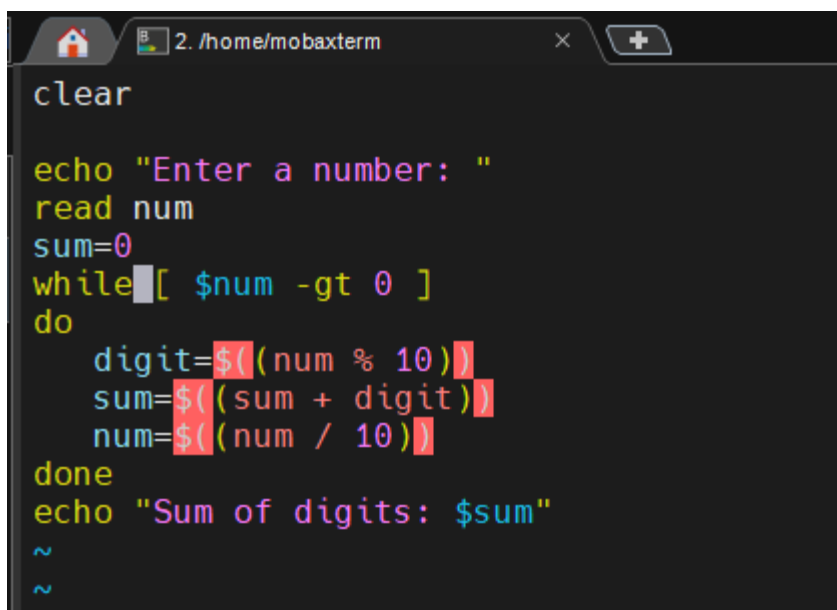 2. /home/mobaxterm
clear
echo "Enter a number: "
read num
sum=0
while [ $num -gt 0 ]
do
   digit=$((num % 10))
   sum=$((sum + digit))
   num=$((num / 10))
done
echo "Sum of digits: $sum"
~
~